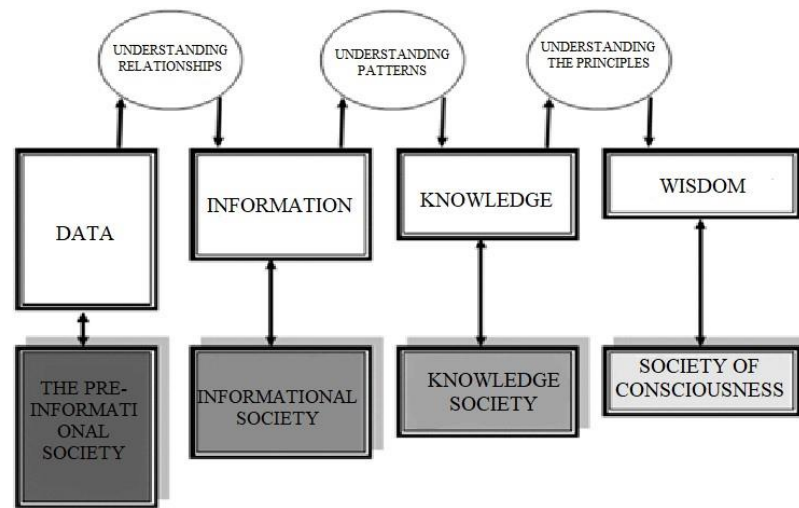 UNDERSTANDING
RELATIONSHIPS
UNDERSTANDING
PATTERNS
UNDERSTANDING
THE PRINCIPLES
DATA
INFORMATION
KNOWLEDGE
WISDOM
THE PRE-
INFORMATI
ONAL
SOCIETY
INFORMATIONAL
SOCIETY
KNOWLEDGE
SOCIETY
SOCIETY OF
CONSCIOUSNESS